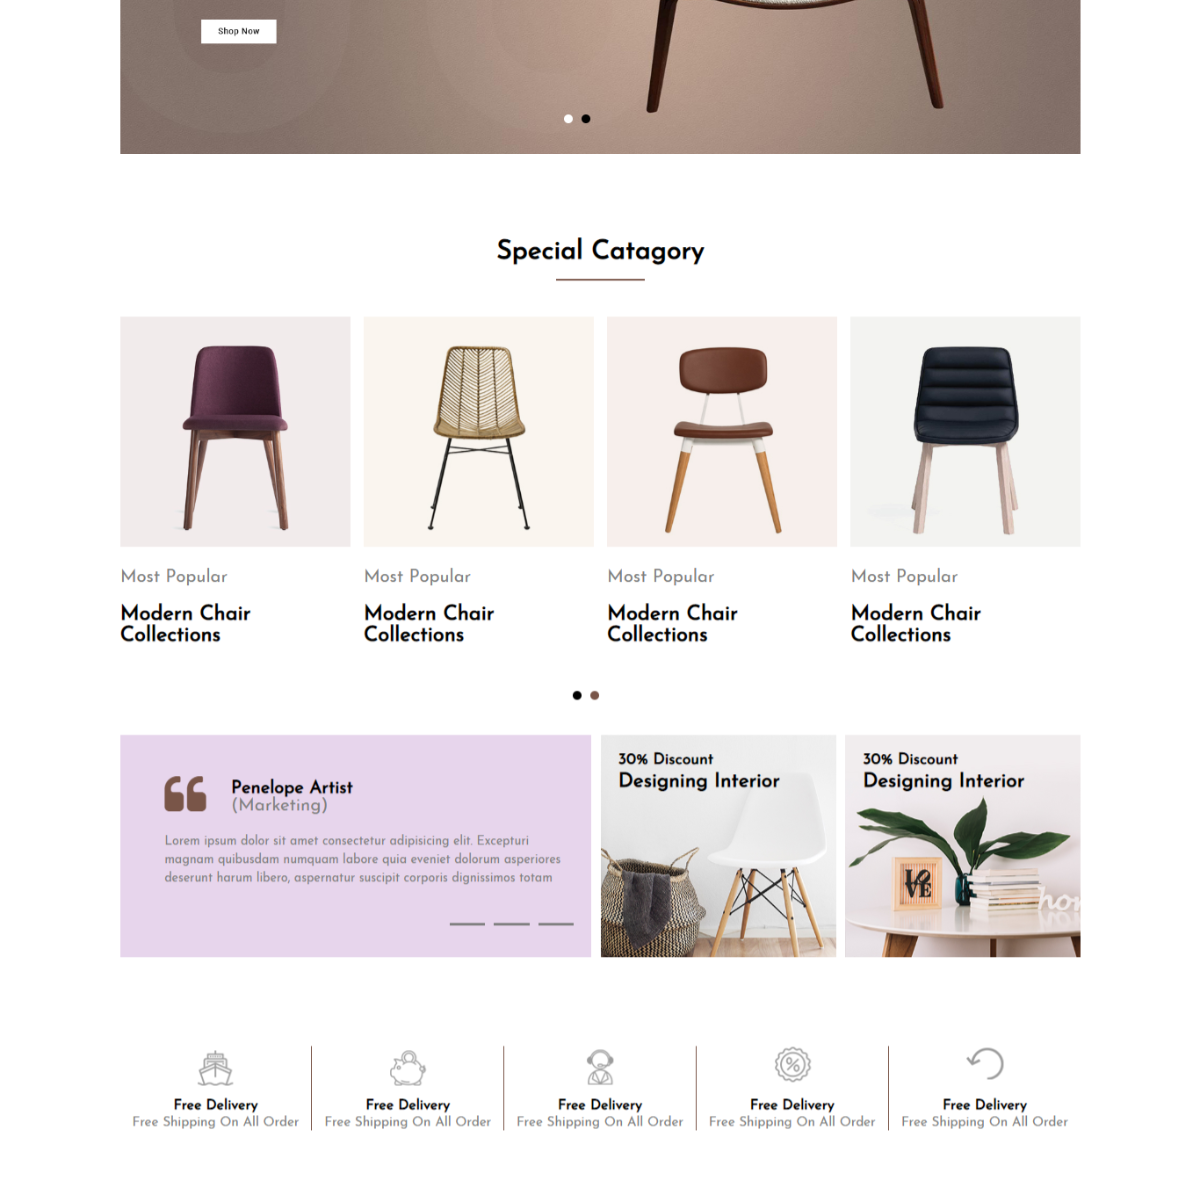 Shop Now
Special Catagory
Most Popular
Modern Chair
Collections
Most Popular
Modern Chair
Collections
Most Popular
Modern Chair
Collections
Most Popular
Modern Chair
Collections
Penelope Artist
(Marketing)
Lorem ipsum dolor sit amet consectetur adipisicing elit. Excepturi
magnam quibusdam numquam labore quia eveniet dolorum asperiores
deserunt harum libero, aspernatur suscipit corporis dignissimos totam
30% Discount
Designing Interior
30% Discount
Designing Interior
LOVE
hom
Free Delivery
Free Shipping On All Order
Free Delivery
Free Shipping On All Order
Free Delivery
Free Shipping On All Order
Free Delivery
Free Shipping On All Order
Free Delivery
Free Shipping On All Order